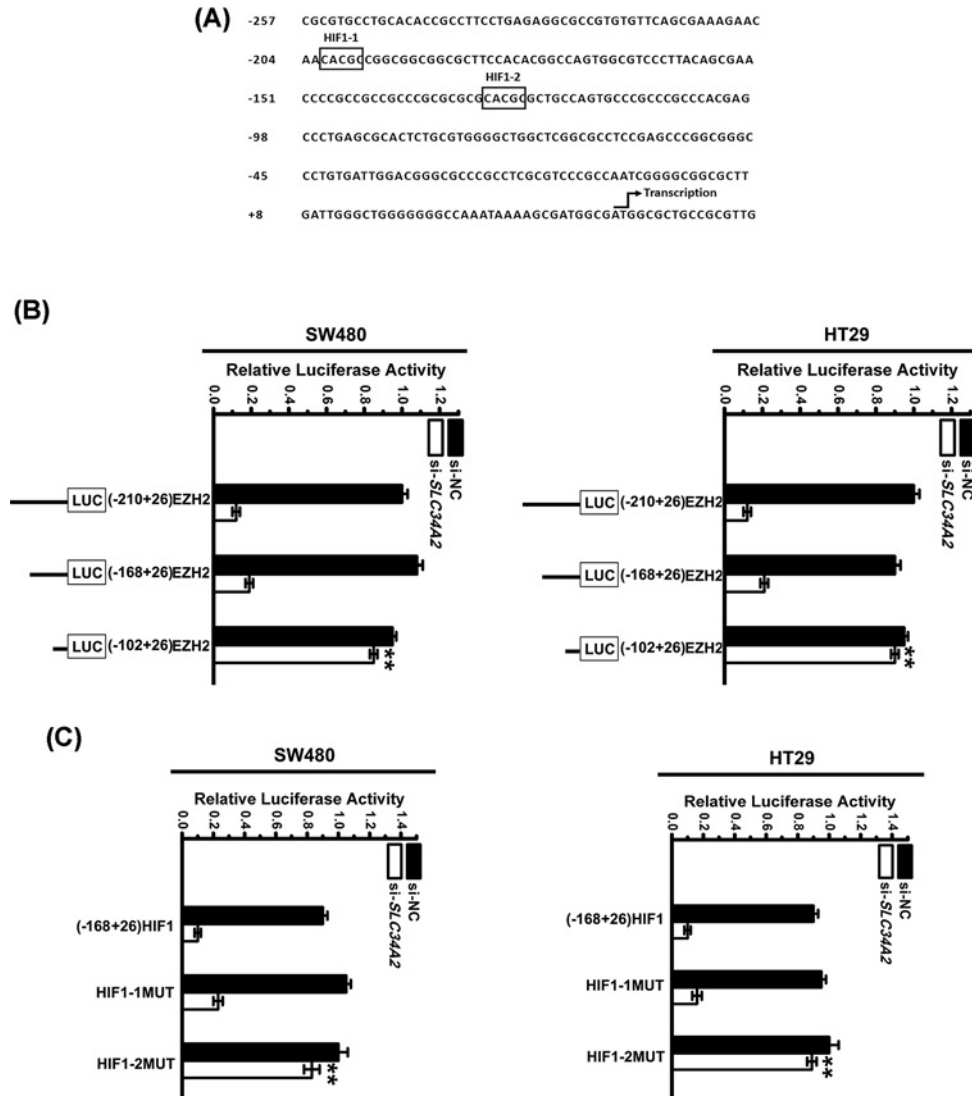 (A)
-257 CGCGTGCCTGCACACCGCCTTCCTGAGAGGCGCCGTGTGTTCAGCGAAAGAAC
HIF1-1
-204 AACACGCCGGCGGCGGCGCTTCCACACGGCCAGTGGCGTCCCTTACAGCGAA
HIF1-2
-151 CCCCGCCGCCGCCCGCGCGCGCACGCGCTGCCAGTGCCCGCCCGCCCACGAG
-98 CCCTGAGCGCACTCTGCGTGGGGCTGGCTCGGCGCCTCCGAGCCCGGCGGGC
-45 CCTGTGATTGGACGGGCGCCCGCCTCGCGTCCCGCCAATCGGGGCGGCGCTT
Transcription
+8 GATTGGGCTGGGGGGGCCAAATAAAAGCGATGGCGATGGCGCTGCCGCGTTG
(B)
SW480
Relative Luciferase Activity
0.0 0.2 0.4 0.6 0.8 1.0 1.2
si-NC
si-SLC34A2
LUC (-210+26)EZH2
LUC (-168+26)EZH2
LUC (-102+26)EZH2
**
HT29
Relative Luciferase Activity
0.0 0.2 0.4 0.6 0.8 1.0 1.2
si-NC
si-SLC34A2
LUC (-210+26)EZH2
LUC (-168+26)EZH2
LUC (-102+26)EZH2
**
(C)
SW480
Relative Luciferase Activity
0.0 0.2 0.4 0.6 0.8 1.0 1.2 1.4
si-NC
si-SLC34A2
(-168+26)HIF1
HIF1-1MUT
HIF1-2MUT
**
HT29
Relative Luciferase Activity
0.0 0.2 0.4 0.6 0.8 1.0 1.2 1.4
si-NC
si-SLC34A2
(-168+26)HIF1
HIF1-1MUT
HIF1-2MUT
**